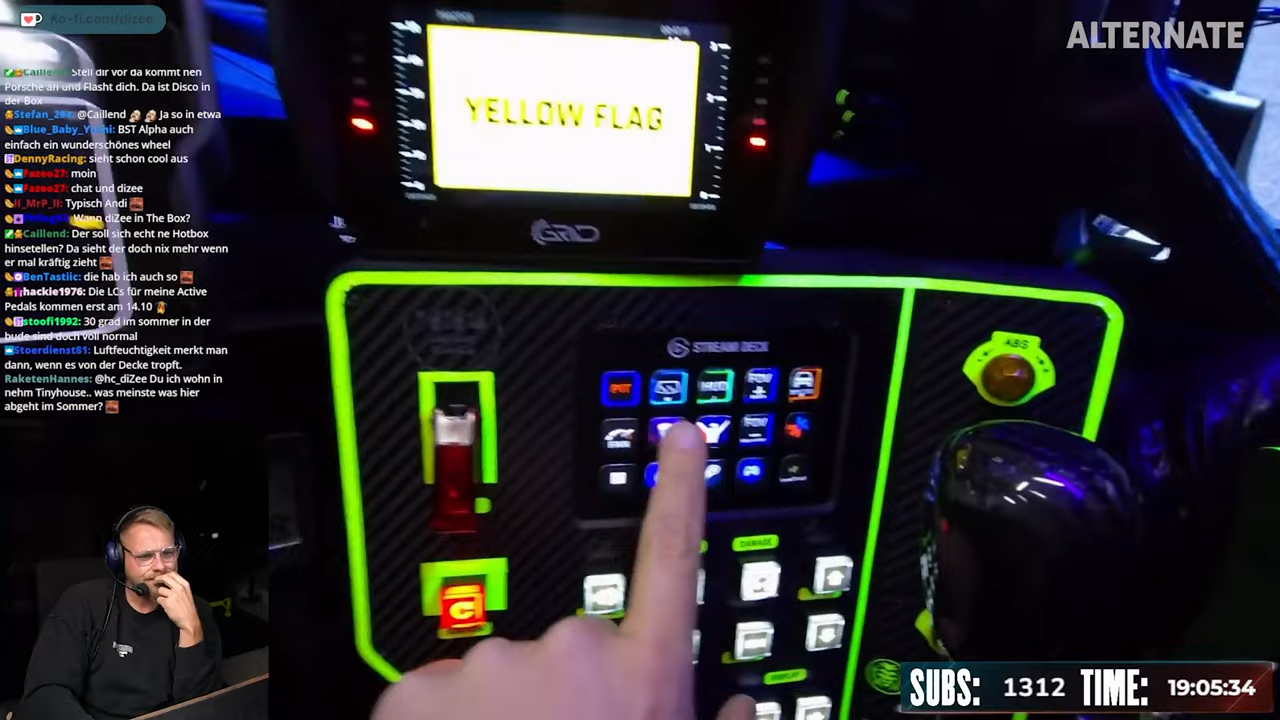 Ko-fi.com/dizee
ALTERNATE
Caillend: Stell dir vor da kommt nen
Porsche an und Flasht dich. Da ist Disco in
der Box
@Caillend Ja so in etwa
BST Alpha auch
einfach ein wunderschönes wheel
DennyRacing: sieht schon cool aus
Fazoo27: moin
Fazoo27: chat und dizee
II_MrP_II: Typisch Andi
Wann diZee in The Box?
Caillend: Der soll sich echt ne Hotbox
hinsetellen? Da sieht der doch nix mehr wenn
er mal kräftig zieht
BenTastiic: die hab ich auch so
hackie1976: Die LCs für meine Active
Pedals kommen erst am 14.10
stoofi1992: 30 grad im sommer in der
bude sind doch voll normal
Stoerdienst81: Luftfeuchtigkeit merkt man
dann, wenn es von der Decke tropft.
RaketenHannes: @hc_diZee Du ich wohn in
nehm Tinyhouse.. was meinste was hier
abgeht im Sommer?
YELLOW FLAG
GRID
STREAM DECK
ABS
DAMAGE
C
DISPLAY
SUBS: 1312 TIME: 19:05:34